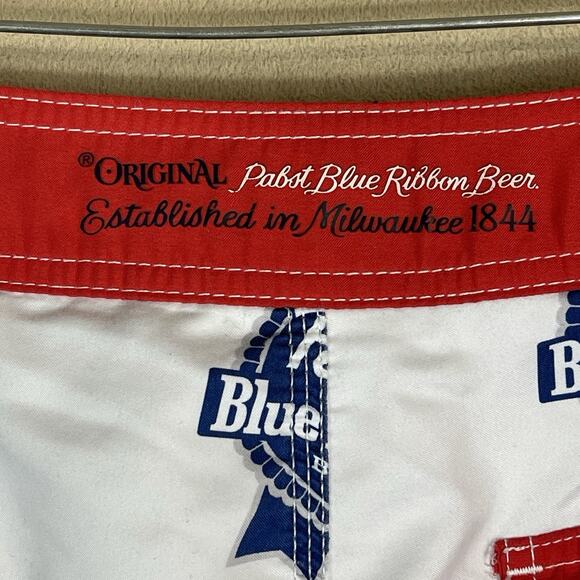 ® ORIGINAL Pabst Blue Ribbon Beer.
Established in Milwaukee 1844
Blue
B